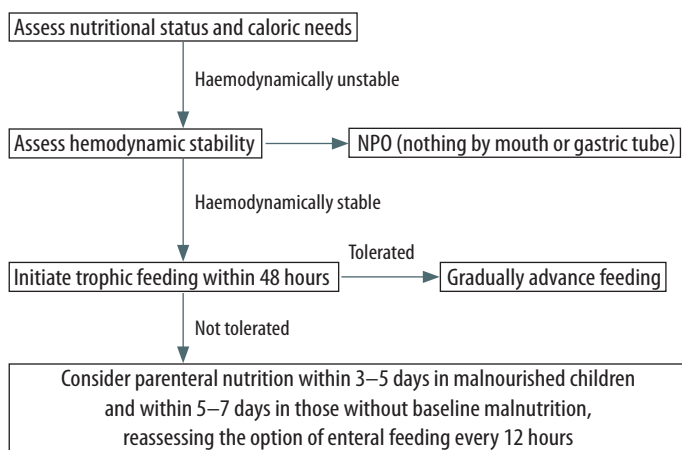 Assess nutritional status and caloric needs
Haemodynamically unstable
Assess hemodynamic stability
NPO (nothing by mouth or gastric tube)
Haemodynamically stable
Tolerated
Initiate trophic feeding within 48 hours
Gradually advance feeding
Not tolerated
Consider parenteral nutrition within 3–5 days in malnourished children
and within 5–7 days in those without baseline malnutrition,
reassessing the option of enteral feeding every 12 hours